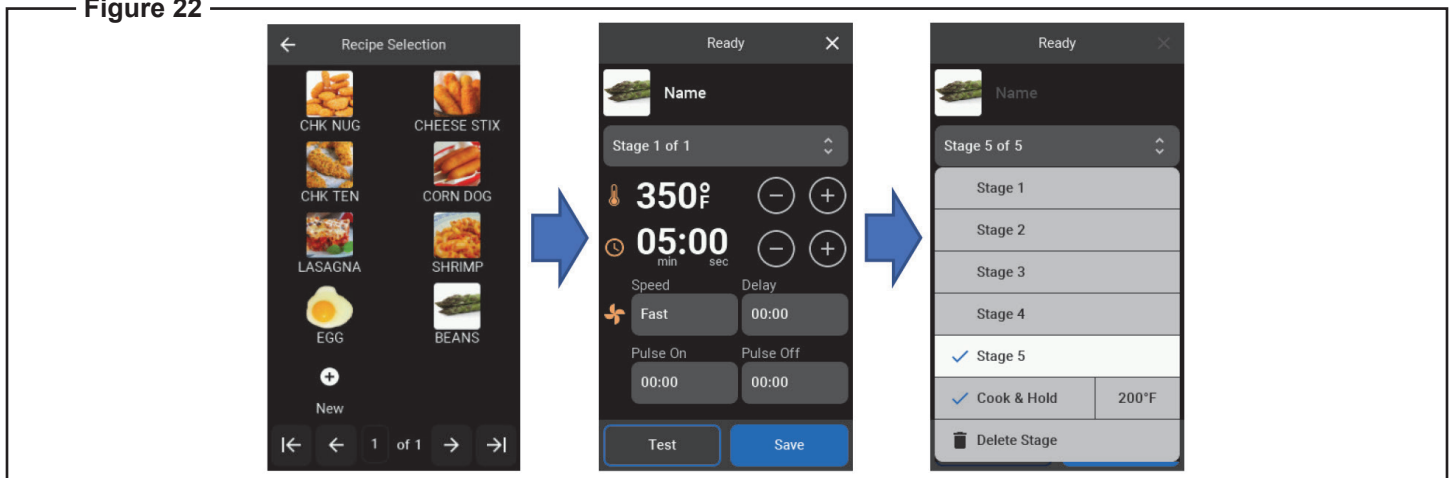 Figure 22
Recipe Selection
CHK NUG CHEESE STIX
CHK TEN CORN DOG
LASAGNA SHRIMP
EGG BEANS
New
1 of 1
Ready
Name
Stage 1 of 1
350°F
05:00
min sec
Speed Delay
Fast 00:00
Pulse On Pulse Off
00:00 00:00
Test Save
Ready
Name
Stage 5 of 5
Stage 1
Stage 2
Stage 3
Stage 4
Stage 5
Cook & Hold 200°F
Delete Stage